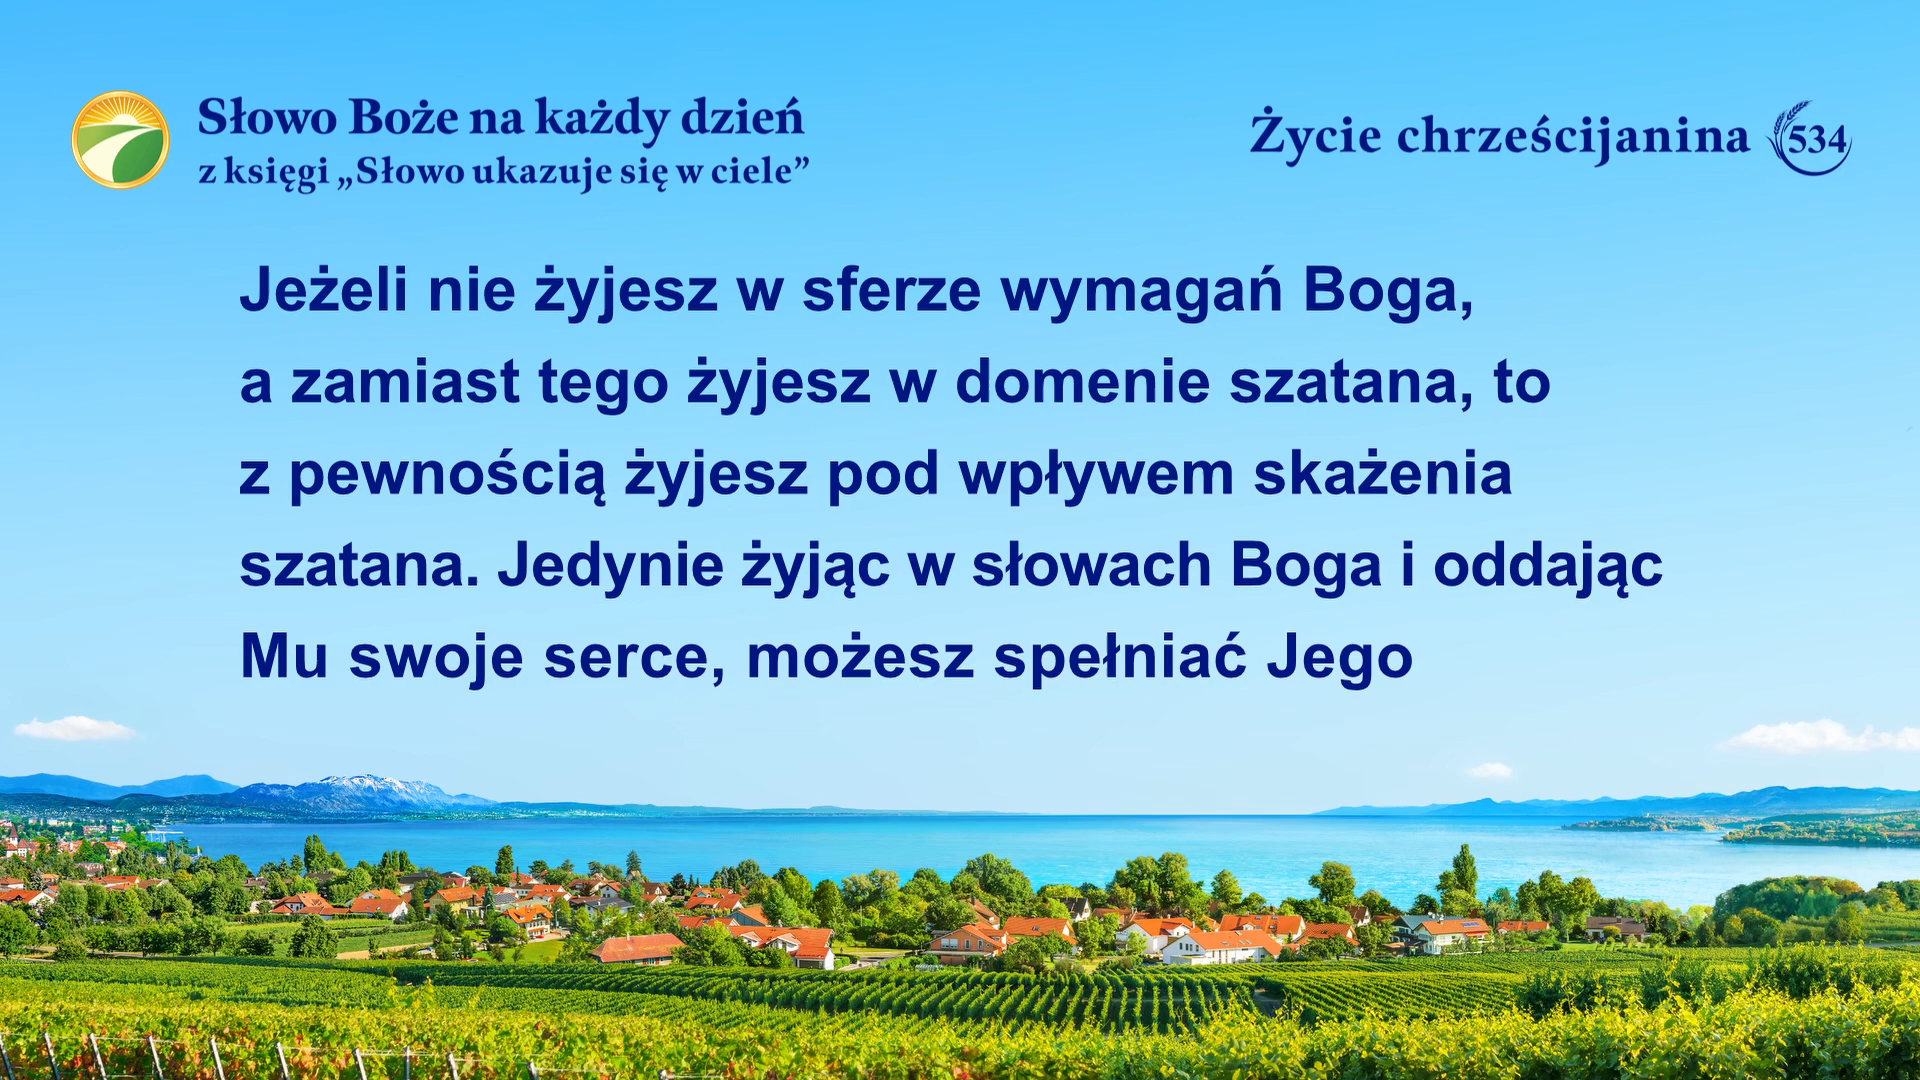 Słowo Boże na każdy dzień
z księgi „Słowo ukazuje się w ciele”
Życie chrześcijanina 534
Jeżeli nie żyjesz w sferze wymagań Boga,
a zamiast tego żyjesz w domenie szatana, to
z pewnością żyjesz pod wpływem skażenia
szatana. Jedynie żyjąc w słowach Boga i oddając
Mu swoje serce, możesz spełniać Jego